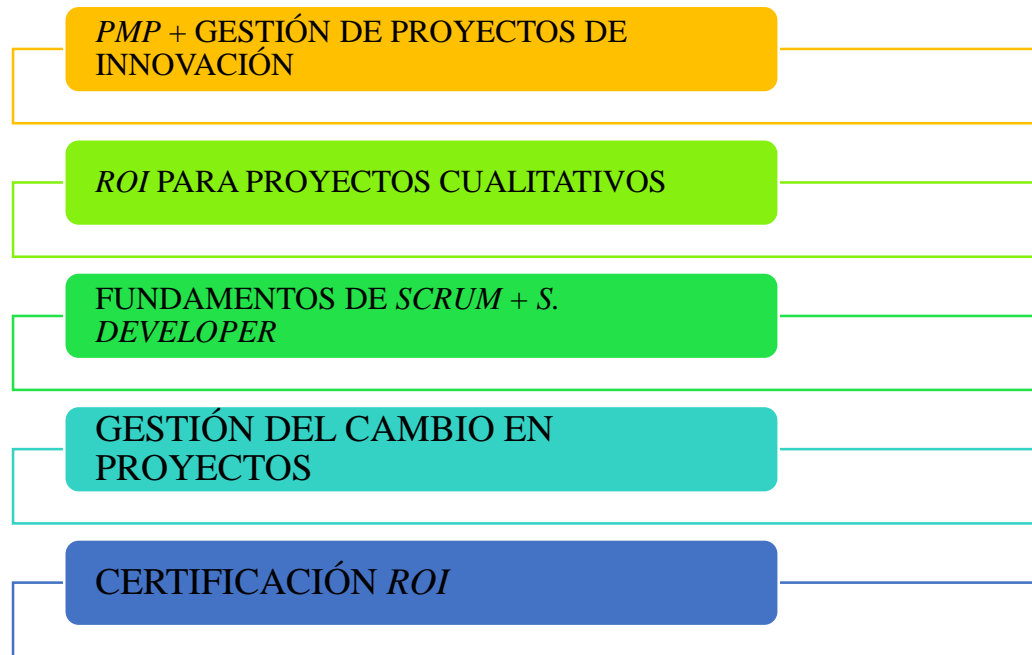 PMP + GESTIÓN DE PROYECTOS DE
INNOVACIÓN
ROI PARA PROYECTOS CUALITATIVOS
FUNDAMENTOS DE SCRUM + S.
DEVELOPER
GESTIÓN DEL CAMBIO EN
PROYECTOS
CERTIFICACIÓN ROI